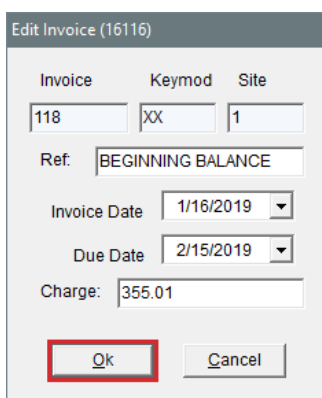 Edit Invoice (16116)
Invoice Keymod Site
118 XX 1
Ref: BEGINNING BALANCE
Invoice Date 1/16/2019
Due Date 2/15/2019
Charge: 355.01
Ok Cancel